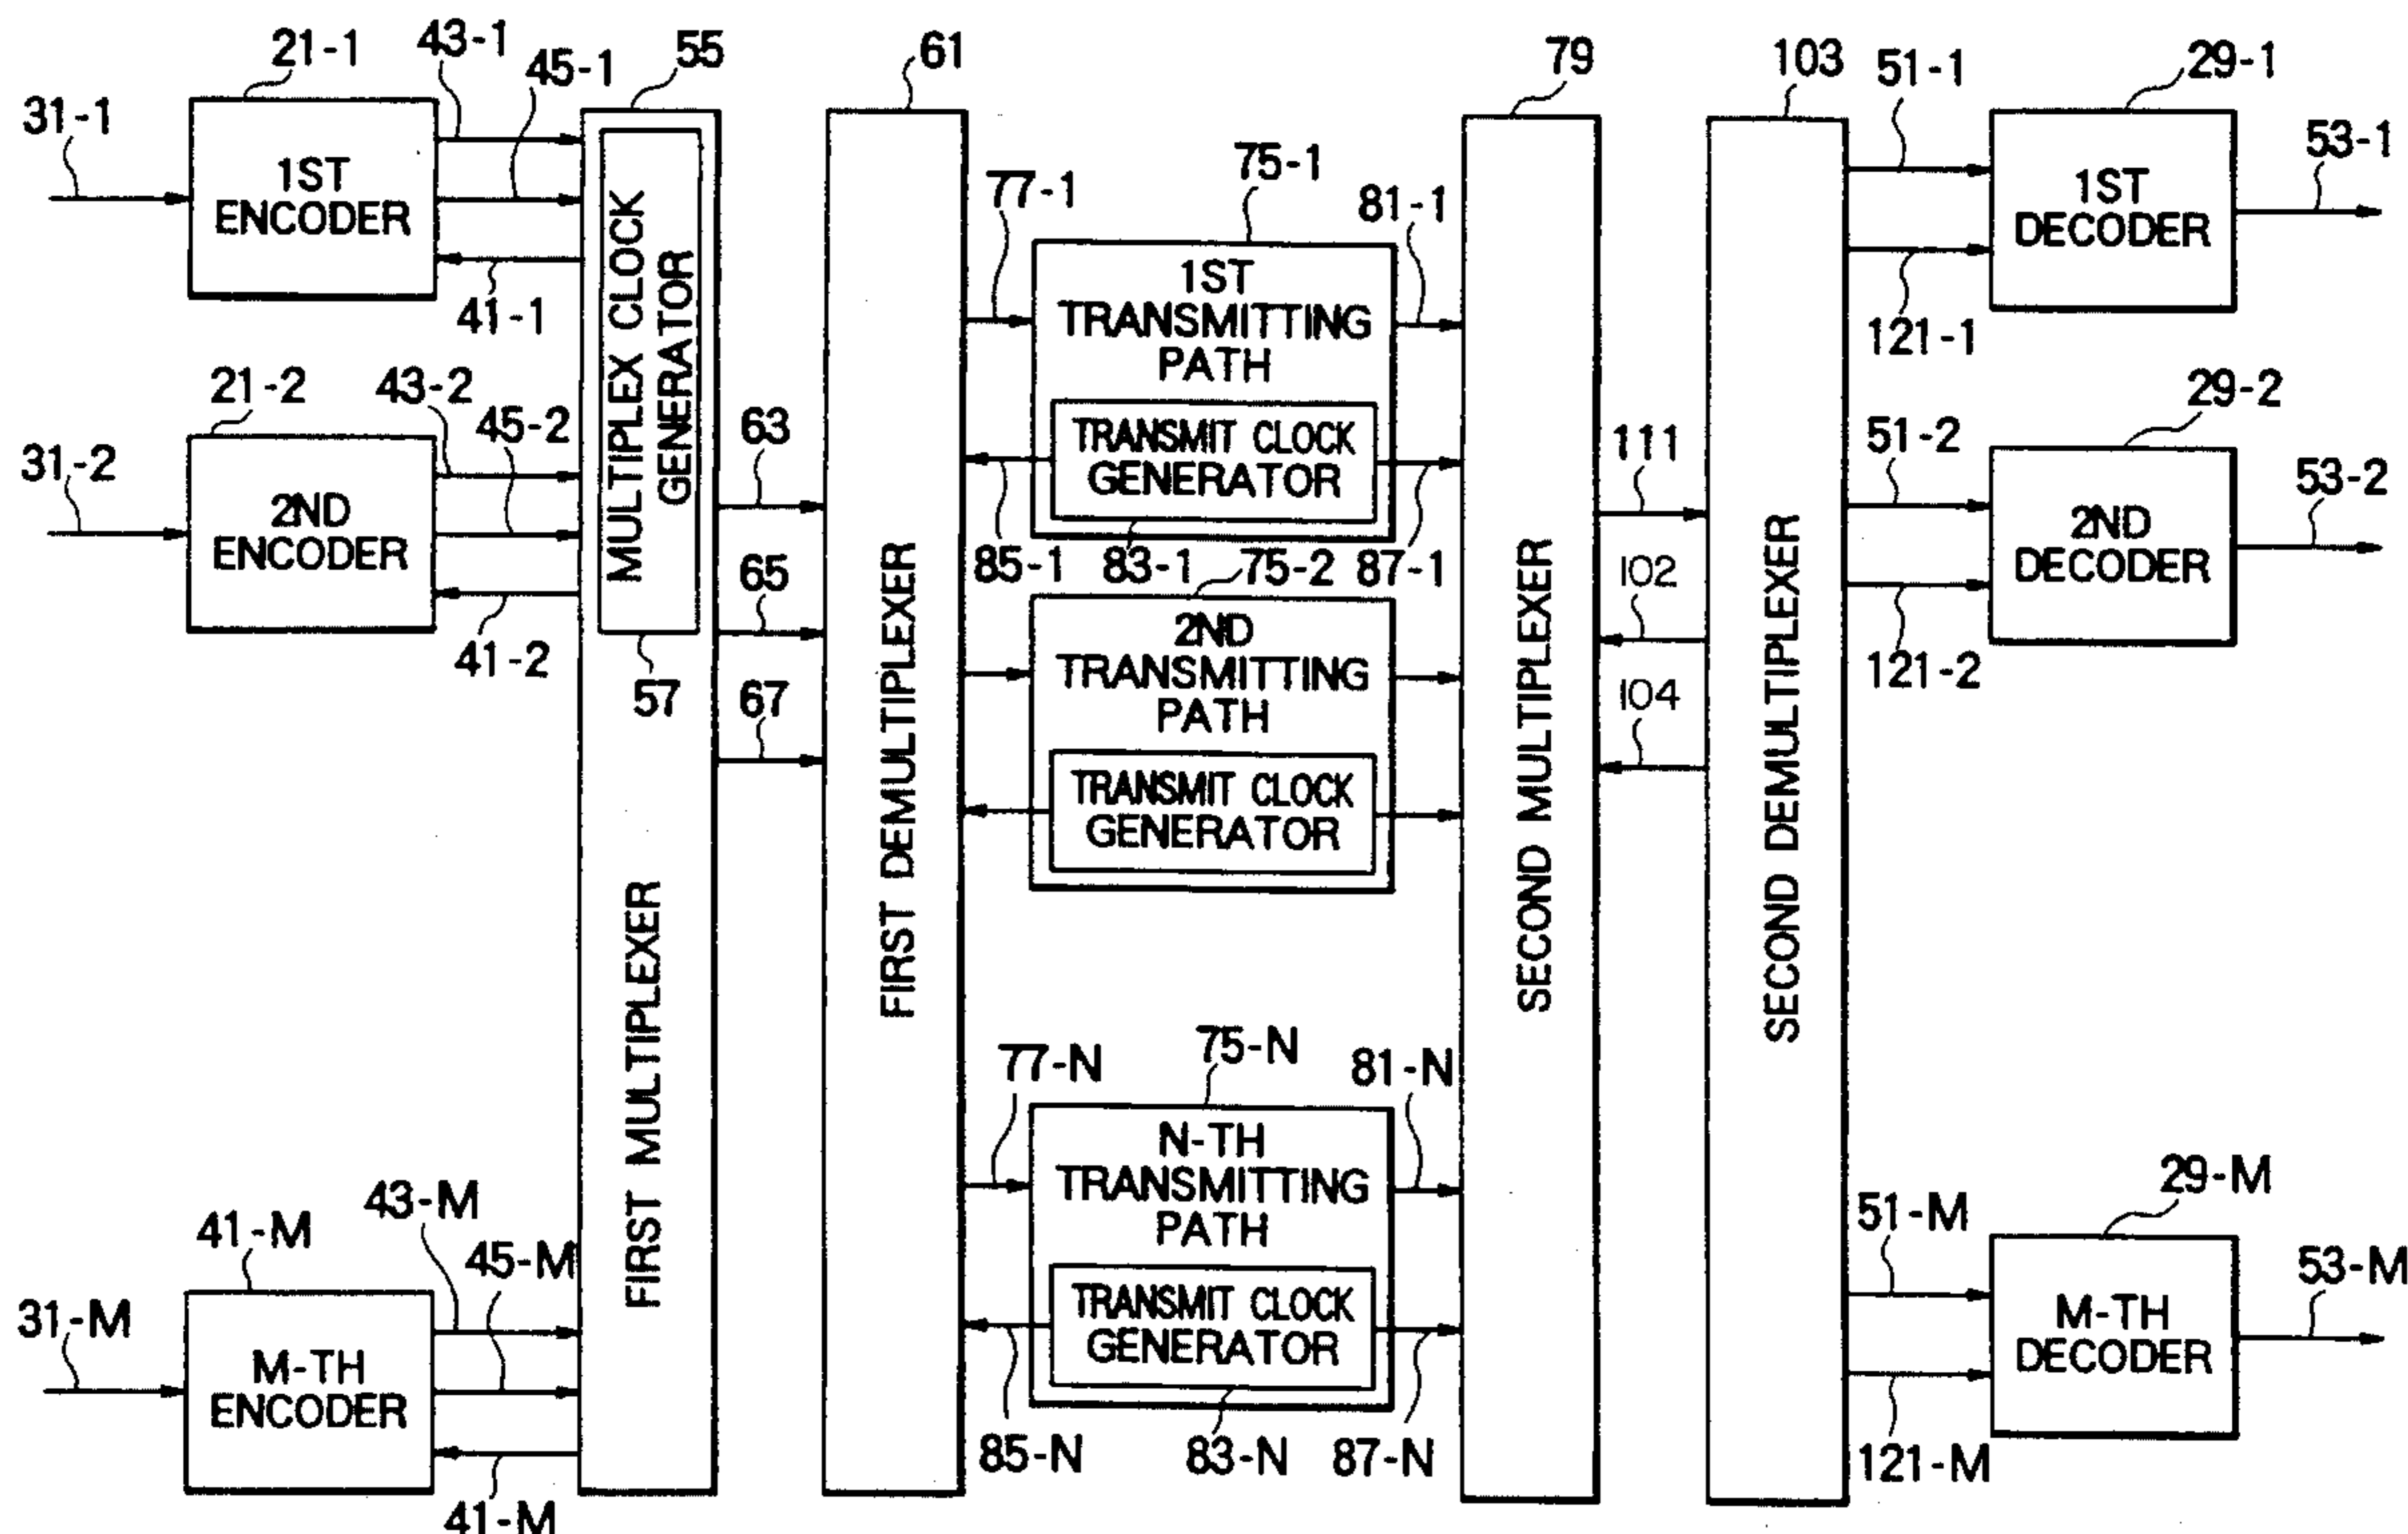 21-1
43-1
45-1
55
61
79
103
51-1
29-1
31-1
1ST
ENCODER
41-1
MULTIPLEX CLOCK
GENERATOR
57
FIRST MULTIPLEXER
77-1
75-1
81-1
1ST
TRANSMITTING
PATH
TRANSMIT CLOCK
GENERATOR
85-1
83-1
87-1
1ST
DECODER
53-1
121-1
21-2
43-2
45-2
31-2
2ND
ENCODER
41-2
63
65
67
FIRST DEMULTIPLEXER
75-2
2ND
TRANSMITTING
PATH
TRANSMIT CLOCK
GENERATOR
SECOND MULTIPLEXER
111
102
104
SECOND DEMULTIPLEXER
51-2
29-2
2ND
DECODER
53-2
121-2
41-M
43-M
45-M
31-M
M-TH
ENCODER
41-M
77-N
75-N
81-N
N-TH
TRANSMITTING
PATH
TRANSMIT CLOCK
GENERATOR
85-N
83-N
87-N
51-M
29-M
M-TH
DECODER
53-M
121-M